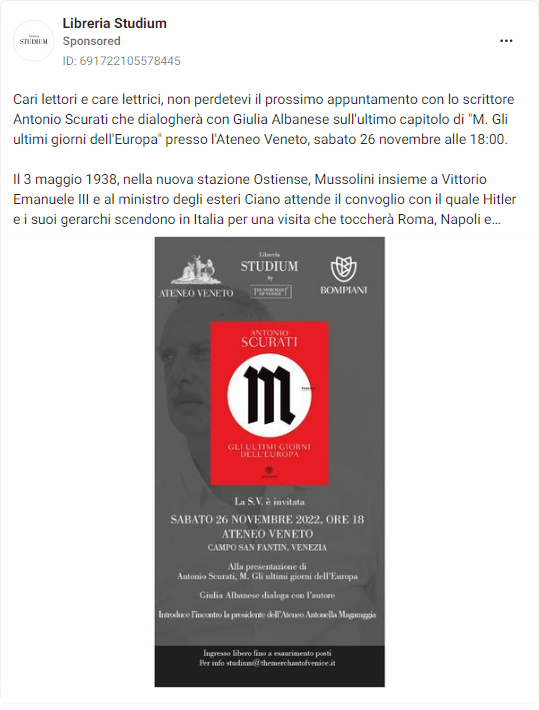 Libreria Studium
Sponsored
Libreria
STUDIUM
ID: 691722105578445
Cari lettori e care lettrici, non perdetevi il prossimo appuntamento con lo scrittore
Antonio Scurati che dialogherà con Giulia Albanese sull'ultimo capitolo di "M. Gli
ultimi giorni dell'Europa" presso l'Ateneo Veneto, sabato 26 novembre alle 18:00.
Il 3 maggio 1938, nella nuova stazione Ostiense, Mussolini insieme a Vittorio
Emanuele III e al ministro degli esteri Ciano attende il convoglio con il quale Hitler
e i suoi gerarchi scendono in Italia per una visita che toccherà Roma, Napoli e...
ATENEO VENETO
Libreria
STUDIUM
by
THE MERCHANT
OF VENICE
BOMPIANI
ANTONIO
SCURATI
m
GLI ULTIMI GIORNI
DELL'EUROPA
La S.V. è invitata
SABATO 26 NOVEMBRE 2022, ORE 18
ATENEO VENETO
CAMPO SAN FANTIN, VENEZIA
Alla presentazione di
Antonio Scurati, M. Gli ultimi giorni dell'Europa
Giulia Albanese dialoga con l'autore
Introduce l'incontro la presidente dell'Ateneo Antonella Magaraggia
Ingresso libero fino a esaurimento posti
Per info studium@themerchantofvenice.it